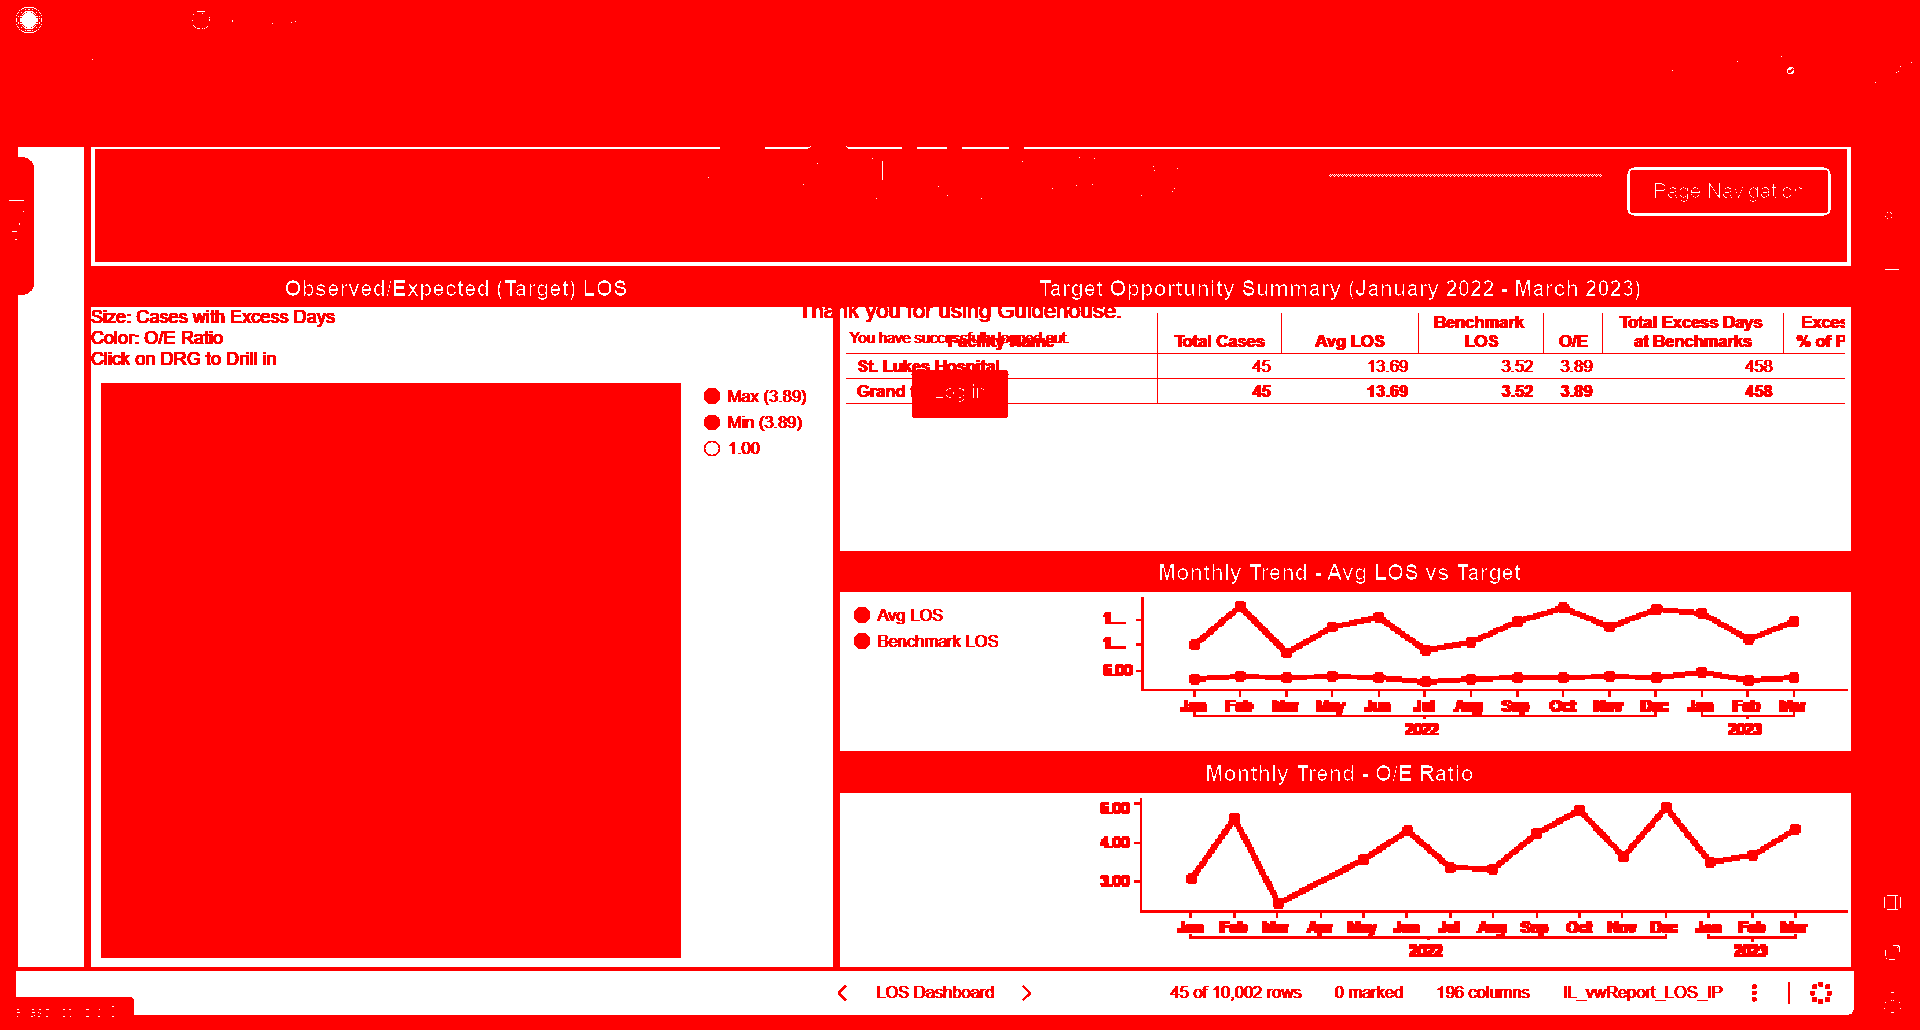 Page Navigation
Observed/Expected (Target) LOS
Size: Cases with Excess Days
Color: O/E Ratio
Click on DRG to Drill in
Max (3.89)
Min (3.89)
1.00
Target Opportunity Summary (January 2022 - March 2023)
Thank you for using Guidehouse.
You have successfully logged out.
Log in
Facility Name Total Cases Avg LOS Benchmark LOS O/E Total Excess Days at Benchmarks % of P
St. Lukes Hospital 45 13.69 3.52 3.89 458
Grand 45 13.69 3.52 3.89 458
Monthly Trend - Avg LOS vs Target
Avg LOS
Benchmark LOS
1...
1...
5.00
Jan Feb Mar May Jun Jul Aug Sep Oct Nov Dec Jan Feb Mar
2022 2023
Monthly Trend - O/E Ratio
5.00
4.00
3.00
Jan Feb Mar Apr May Jun Jul Aug Sep Oct Nov Dec Jan Feb Mar
2022 2023
LOS Dashboard
45 of 10,002 rows 0 marked 196 columns IL_vwReport_LOS_IP